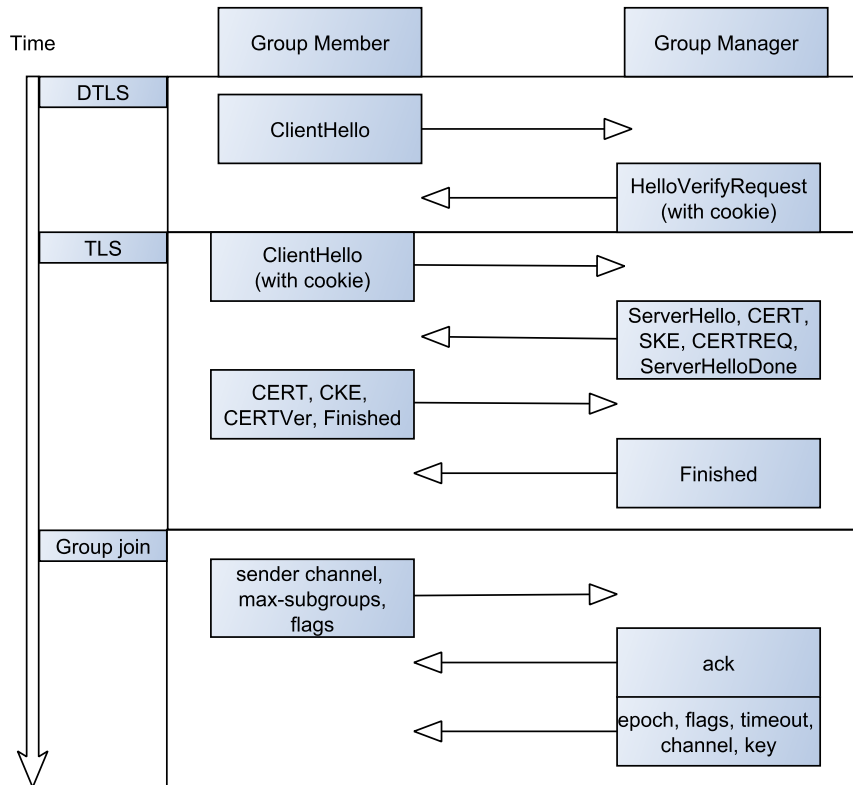 Time
Group Member
Group Manager
DTLS
ClientHello
HelloVerifyRequest
(with cookie)
TLS
ClientHello
(with cookie)
ServerHello, CERT,
SKE, CERTREQ,
ServerHelloDone
CERT, CKE,
CERTVer, Finished
Finished
Group join
sender channel,
max-subgroups,
flags
ack
epoch, flags, timeout,
channel, key